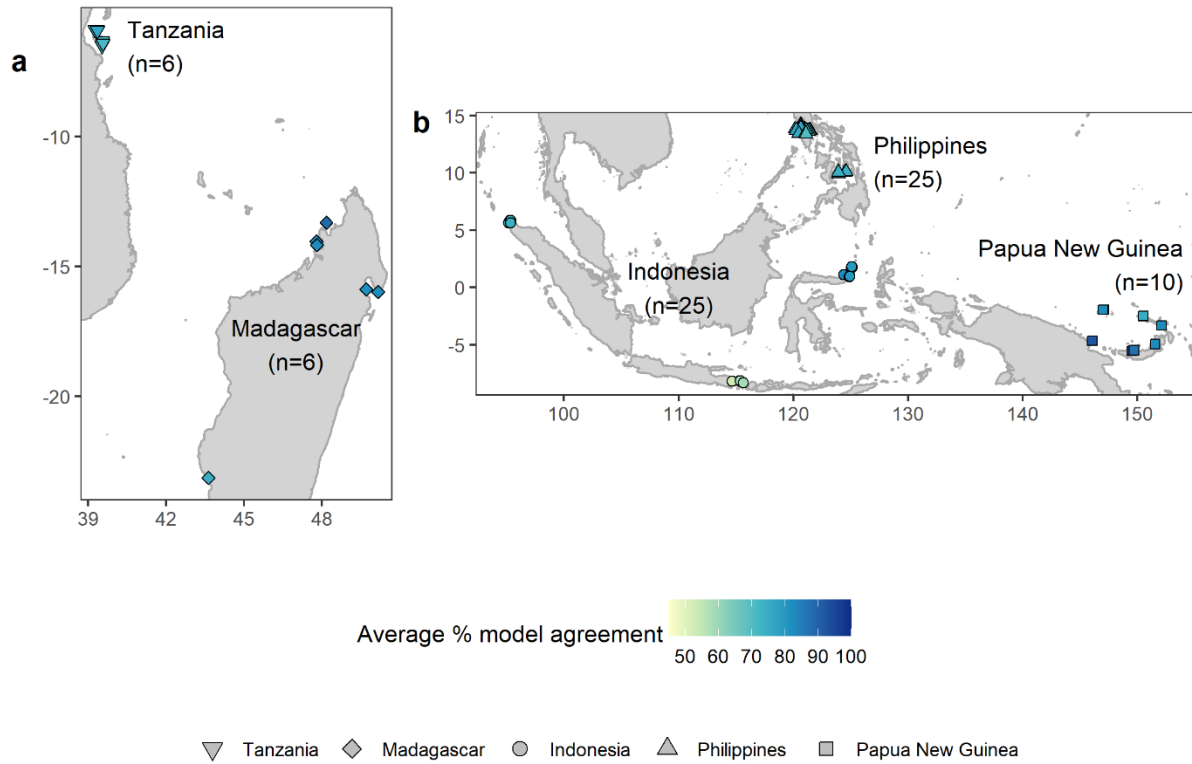 a
Tanzania
(n=6)
-10
-15
-20
Madagascar
(n=6)
39
42
45
48
b
15
10
5
0
-5
Philippines
(n=25)
Indonesia
(n=25)
Papua New Guinea
(n=10)
100
110
120
130
140
150
Average % model agreement
50 60 70 80 90 100
Tanzania Madagascar Indonesia Philippines Papua New Guinea